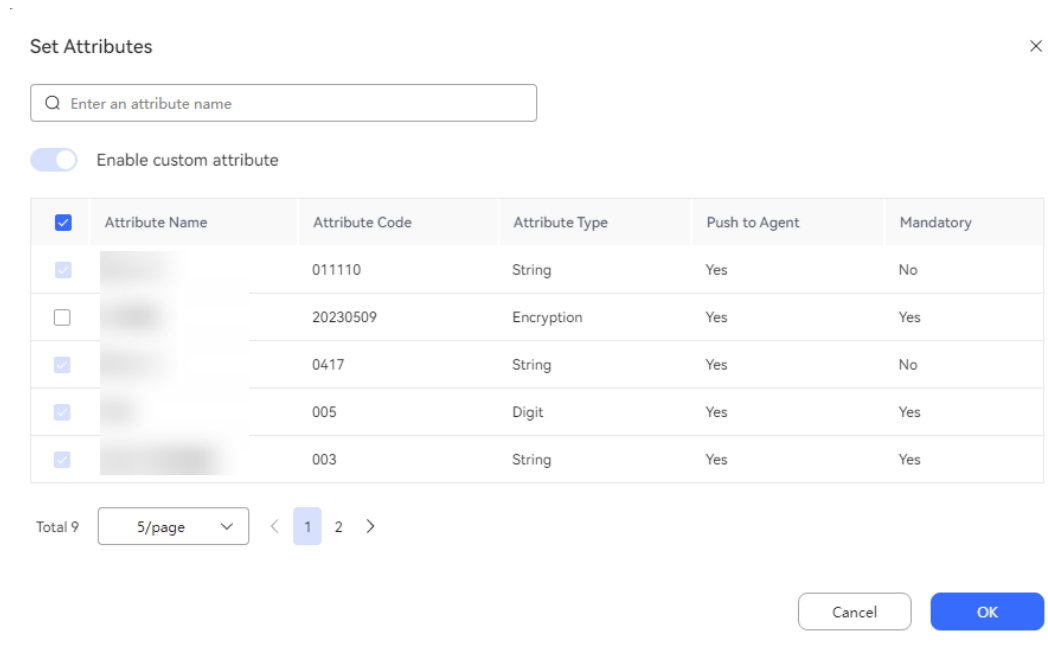 Set Attributes
Enter an attribute name
Enable custom attribute
Attribute Name Attribute Code Attribute Type Push to Agent Mandatory
011110 String Yes No
20230509 Encryption Yes Yes
0417 String Yes No
005 Digit Yes Yes
003 String Yes Yes
Total 9 5/page 1 2
Cancel OK